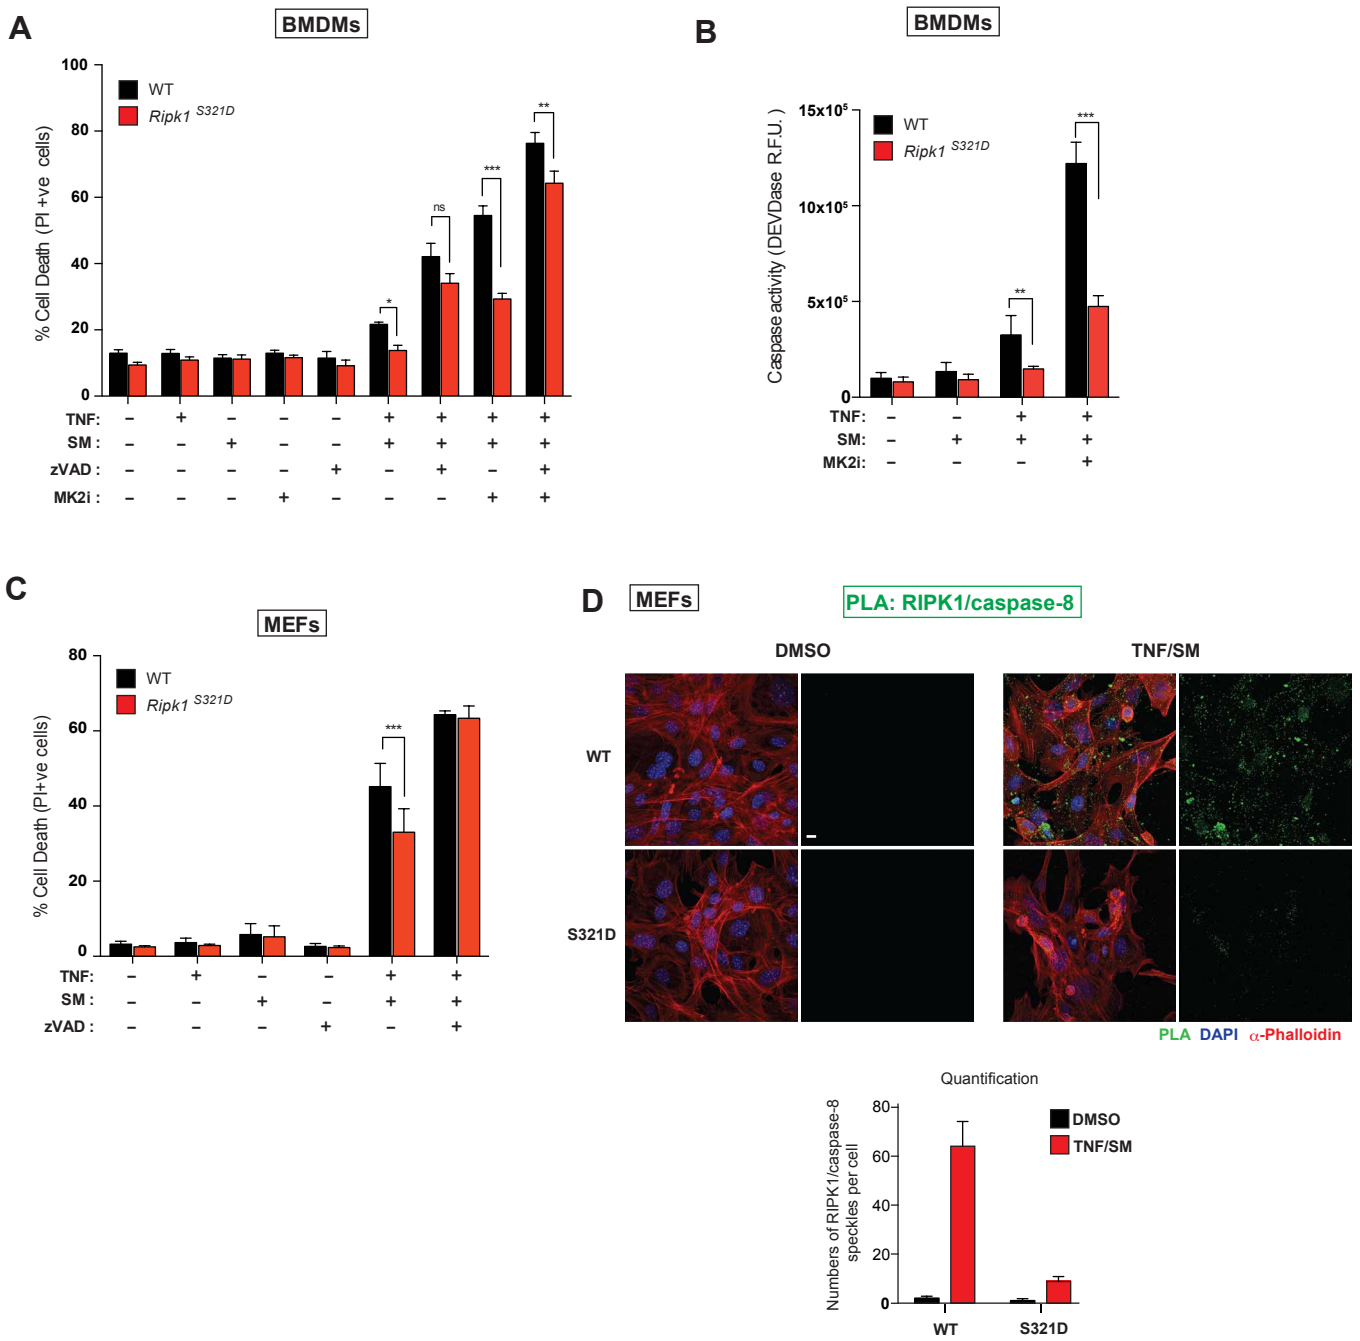 A
BMDMs
100
80
60
40
20
0
% Cell Death (PI +ve cells)
WT
Ripk1 S321D
*
ns
***
**
TNF: – + – – – + + + +
SM : – – + – – + + + +
zVAD : – – – – + – + – +
MK2i : – – – + – – – + +
B
BMDMs
15x10⁵
10x10⁵
5x10⁵
0
Caspase activity (DEVDase R.F.U. )
WT
Ripk1 S321D
**
***
TNF: – – + +
SM: – + + +
MK2i: – – – +
C
MEFs
80
60
40
20
0
% Cell Death (PI+ve cells)
WT
Ripk1 S321D
***
TNF: – + – – + +
SM : – – + – + +
zVAD : – – – + – +
D
MEFs
PLA: RIPK1/caspase-8
DMSO
TNF/SM
WT
S321D
PLA DAPI α-Phalloidin
Quantification
80
60
40
20
0
Numbers of RIPK1/caspase-8
speckles per cell
DMSO
TNF/SM
WT
S321D